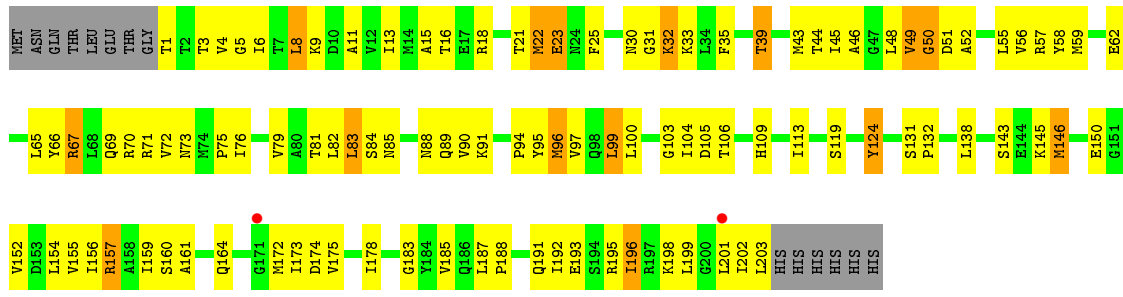 MET ASN GLN THR LEU GLU THR GLY T1 T2 T3 V4 G5 I6 T7 L8 K9 D10 A11 V12 I13 M14 A15 T16 E17 R18 T21 M22 E23 N24 F25 N30 G31 K32 K33 L34 F35 T39 M43 T44 I45 A46 G47 L48 V49 G50 D51 A52 L55 V56 R57 Y58 M59 E62
L65 Y66 R67 L68 Q69 R70 R71 V72 N73 M74 P75 I76 V79 A80 T81 L82 L83 S84 N85 N88 Q89 V90 K91 P94 Y95 M96 V97 Q98 L99 L100 G103 I104 D105 T106 H109 I113 S119 Y124 S131 P132 L138 S143 E144 K145 M146 E150 G151
V152 D153 L154 V155 I156 R157 A158 I159 S160 A161 Q164 G171 M172 I173 D174 V175 I178 G183 Y184 V185 Q186 L187 P188 Q191 I192 E193 S194 R195 I196 R197 K198 L199 G200 L201 I202 L203 HIS HIS HIS HIS HIS HIS